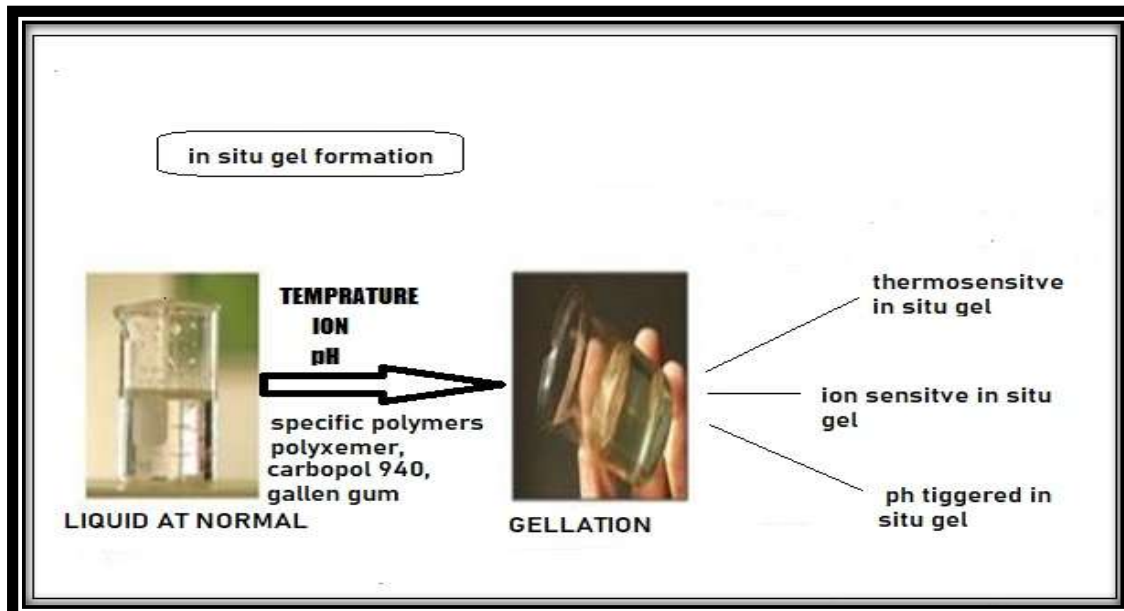 in situ gel formation
TEMPRATURE
ION
pH
specific polymers
polyxemer,
carbopol 940,
gallen gum
LIQUID AT NORMAL
GELLATION
thermosensitve
in situ gel
ion sensitve in situ
gel
ph tiggered in
situ gel